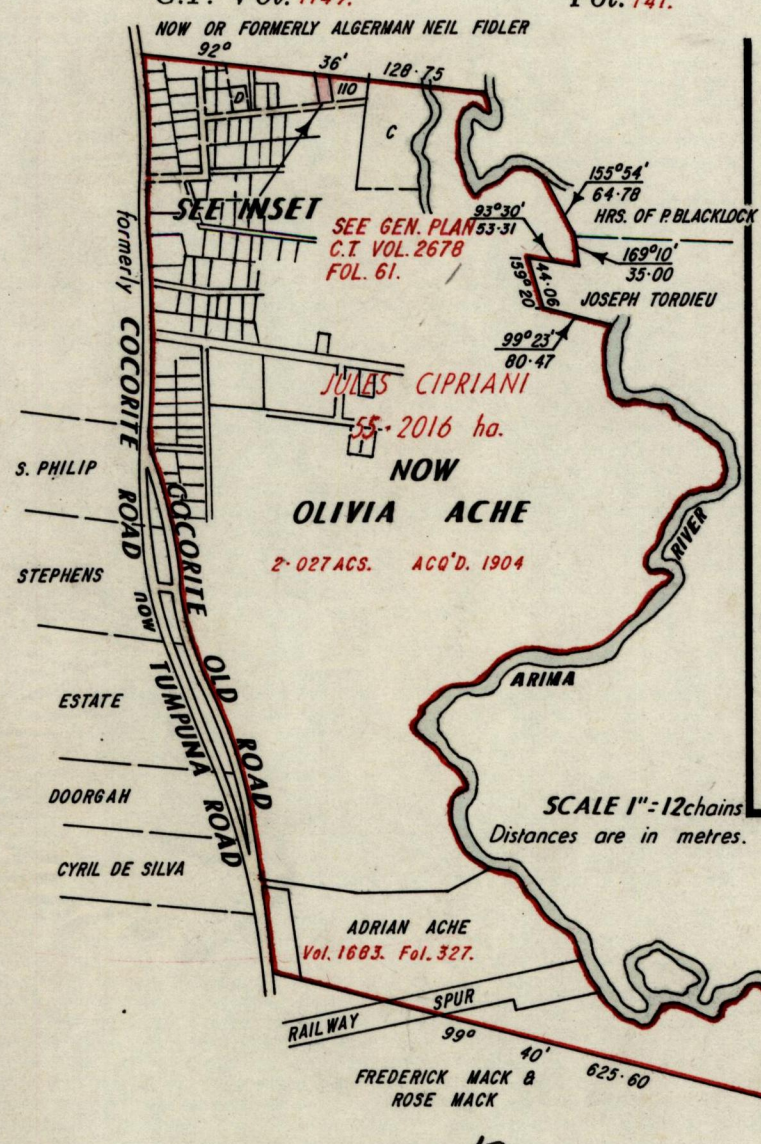 NOW OR FORMERLY ALGERMAN NEIL FIDLER
92°
36'
128·75
D
110
C
SEE INSET
SEE GEN. PLAN
C.T. VOL. 2678
FOL. 61.
155°54'
64·78
HRS. OF P. BLACKLOCK
93°30'
53·31
169°10'
35·00
44·06
159°20'
JOSEPH TORDIEU
99°23'
80·47
formerly COCORITE ROAD now TUMPUNA ROAD
COCORITE OLD ROAD
JULES CIPRIANI
55·2016 ha.
NOW
OLIVIA ACHE
2·027 ACS. ACQ'D. 1904
S. PHILIP
STEPHENS
ESTATE
DOORGAH
CYRIL DE SILVA
ARIMA RIVER
SCALE 1"=12chains
Distances are in metres.
ADRIAN ACHE
Vol. 1683. Fol. 327.
RAILWAY SPUR
99°
40'
625·60
FREDERICK MACK &
ROSE MACK